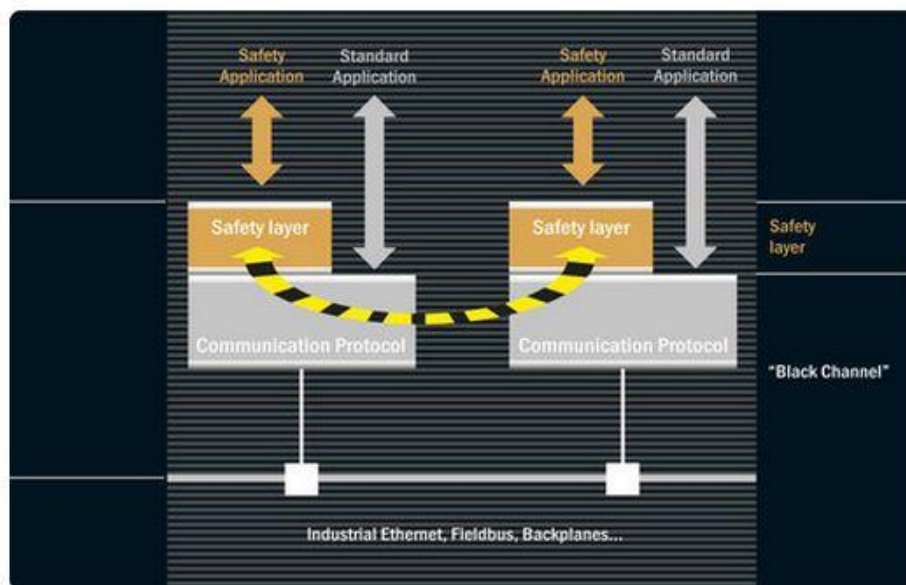 Safety
Application
Standard
Application
Safety
Application
Standard
Application
Safety layer
Safety layer
Safety
layer
Communication Protocol
Communication Protocol
"Black Channel"
Industrial Ethernet, Fieldbus, Backplanes...